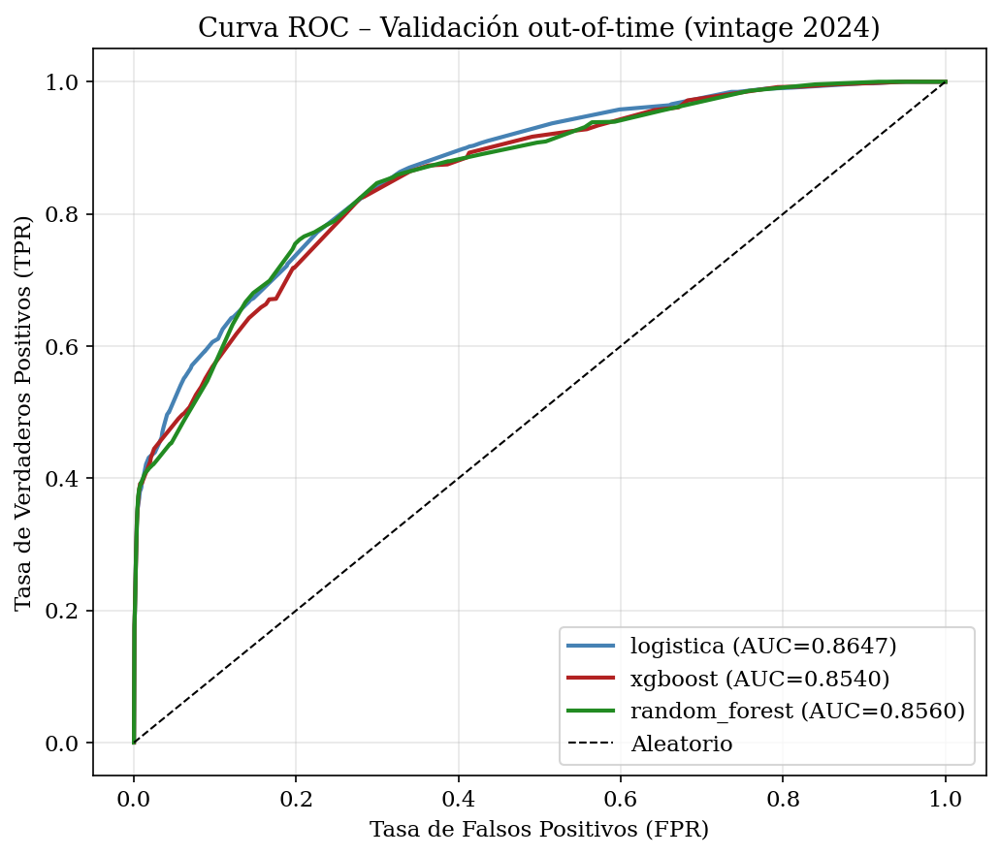 Curva ROC – Validación out-of-time (vintage 2024)
Tasa de Verdaderos Positivos (TPR)
1.0
0.8
0.6
0.4
0.2
0.0
logistica (AUC=0.8647)
xgboost (AUC=0.8540)
random_forest (AUC=0.8560)
Aleatorio
0.0 0.2 0.4 0.6 0.8 1.0
Tasa de Falsos Positivos (FPR)